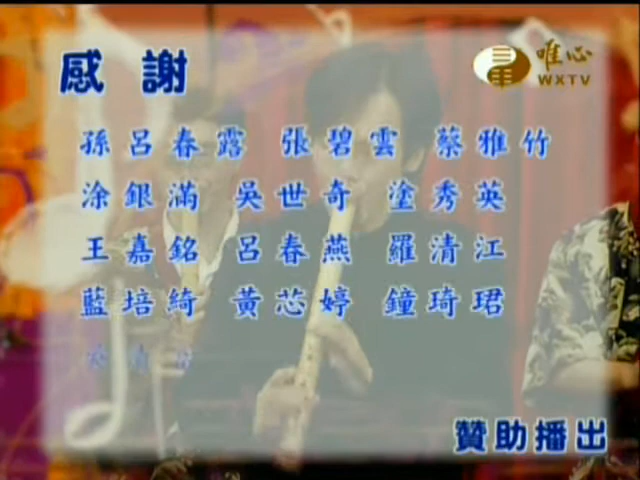 感謝
唯心
WXTV
孫呂春露 張碧雲 蔡雅竹
涂銀滿 吳世奇 塗秀英
王嘉銘 呂春燕 羅清江
藍培綺 黃芯婷 鐘琦珺
贊助播出